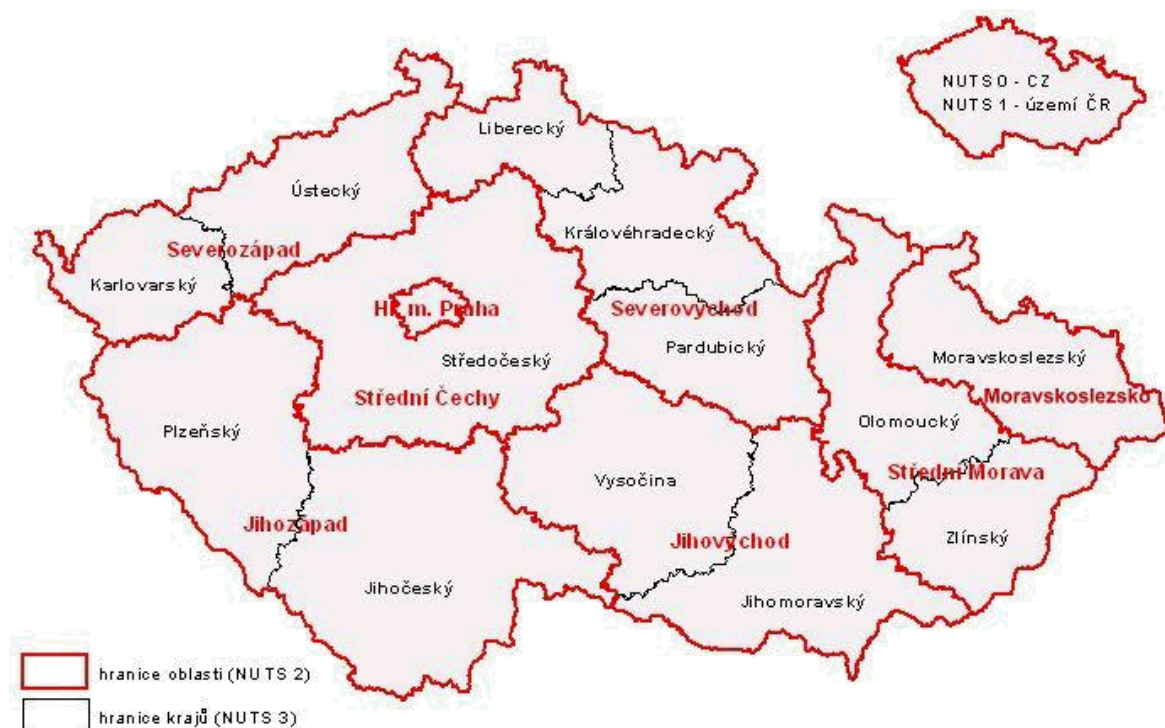 NUTS 0 - CZ
NUTS 1 - území ČR
Liberecký
Ústecký
Královéhradecký
Severozápad
Karlovarský
Hl. m. Praha
Severovýchod
Pardubický
Středočeský
Moravskoslezský
Střední Čechy
Moravskoslezsko
Olomoucký
Plzeňský
Střední Morava
Vysočina
Jihozápad
Jihovýchod
Zlínský
Jihočeský
Jihomoravský
hranice oblastí (NUTS 2)
hranice krajů (NUTS 3)